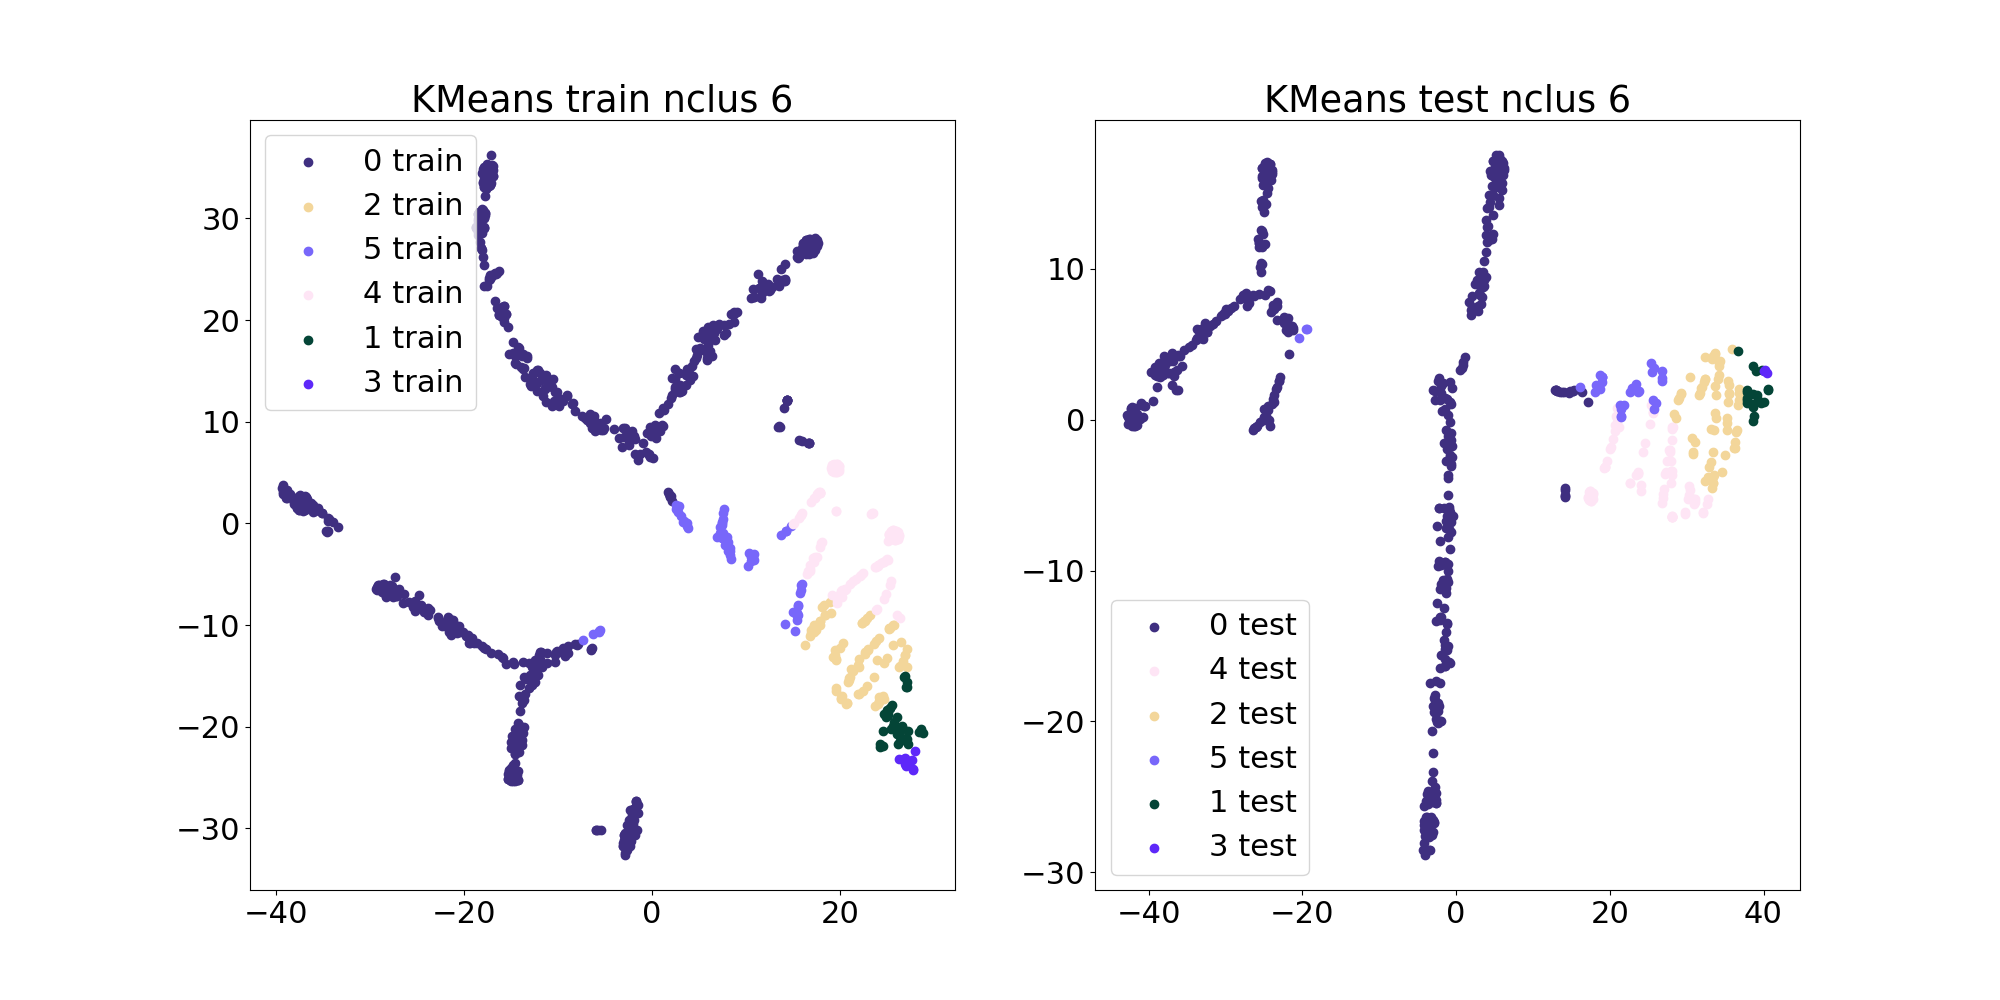 KMeans train nclus 6
0 train
2 train
5 train
4 train
1 train
3 train
30
20
10
0
−10
−20
−30
−40
−20
0
20
KMeans test nclus 6
10
0
−10
−20
−30
0 test
4 test
2 test
5 test
1 test
3 test
−40
−20
0
20
40